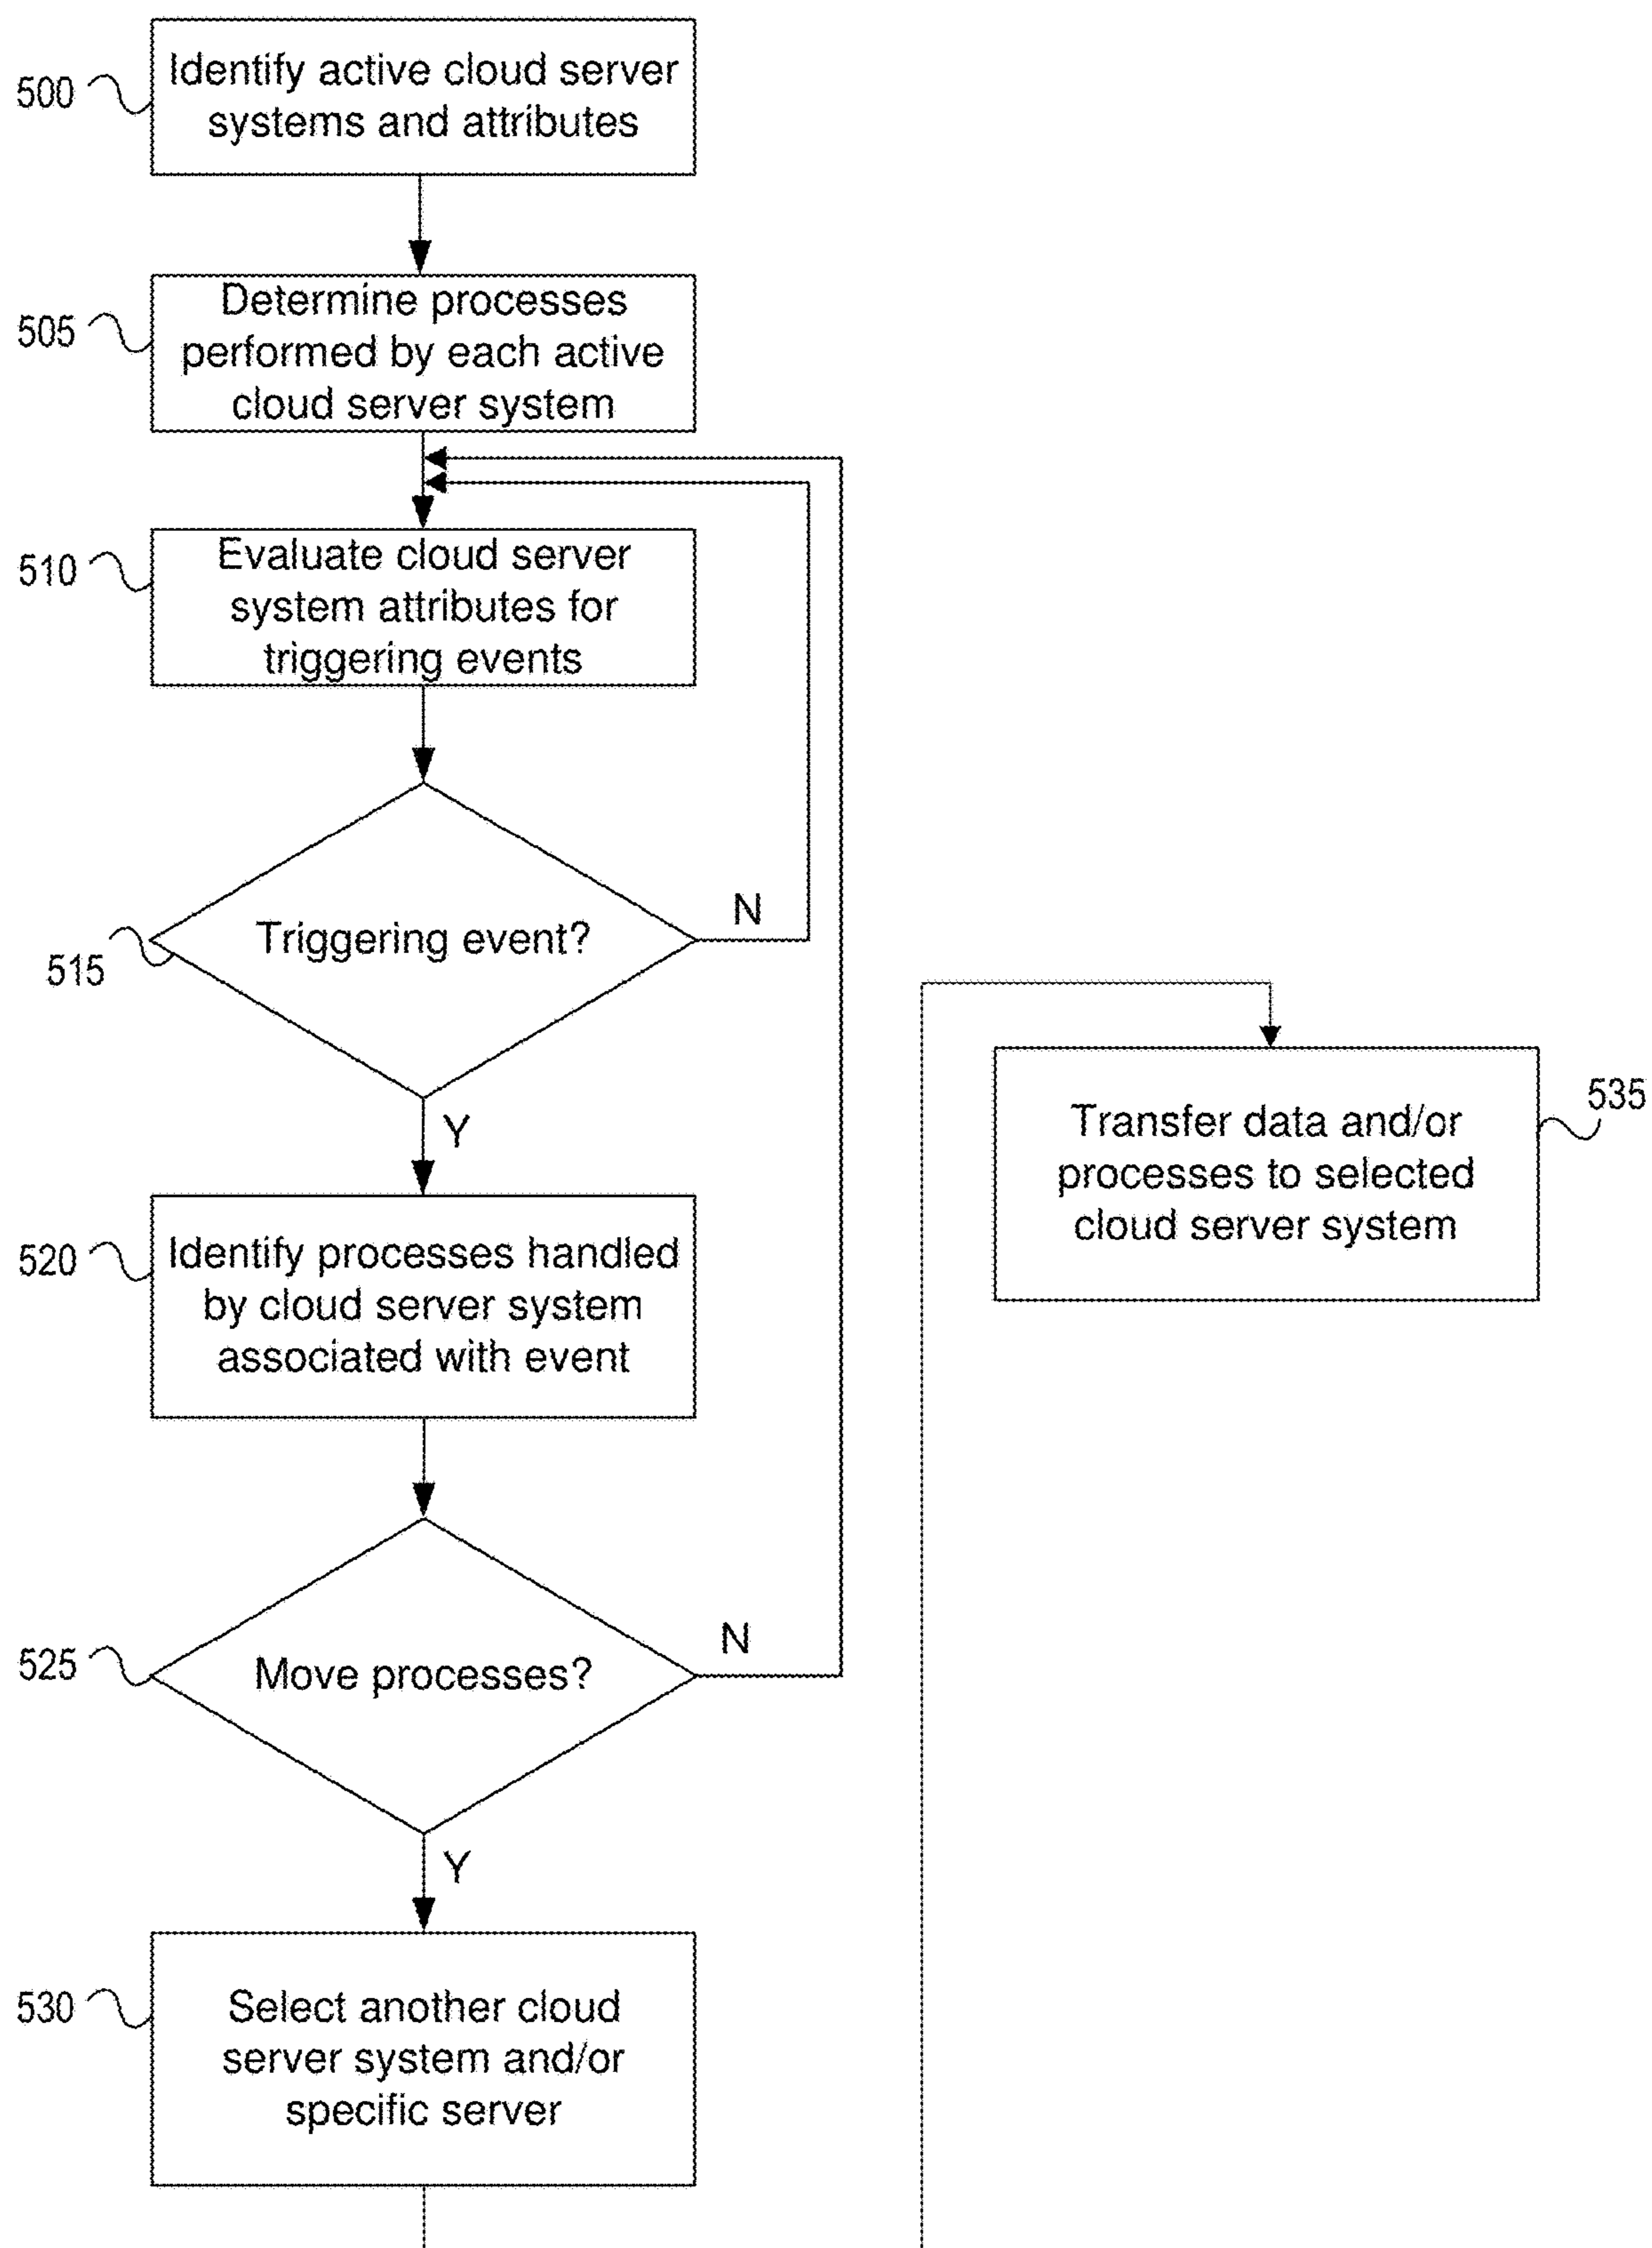 500
Identify active cloud server
systems and attributes
505
Determine processes
performed by each active
cloud server system
510
Evaluate cloud server
system attributes for
triggering events
515
Triggering event?
N
Y
520
Identify processes handled
by cloud server system
associated with event
525
Move processes?
N
Y
530
Select another cloud
server system and/or
specific server
535
Transfer data and/or
processes to selected
cloud server system